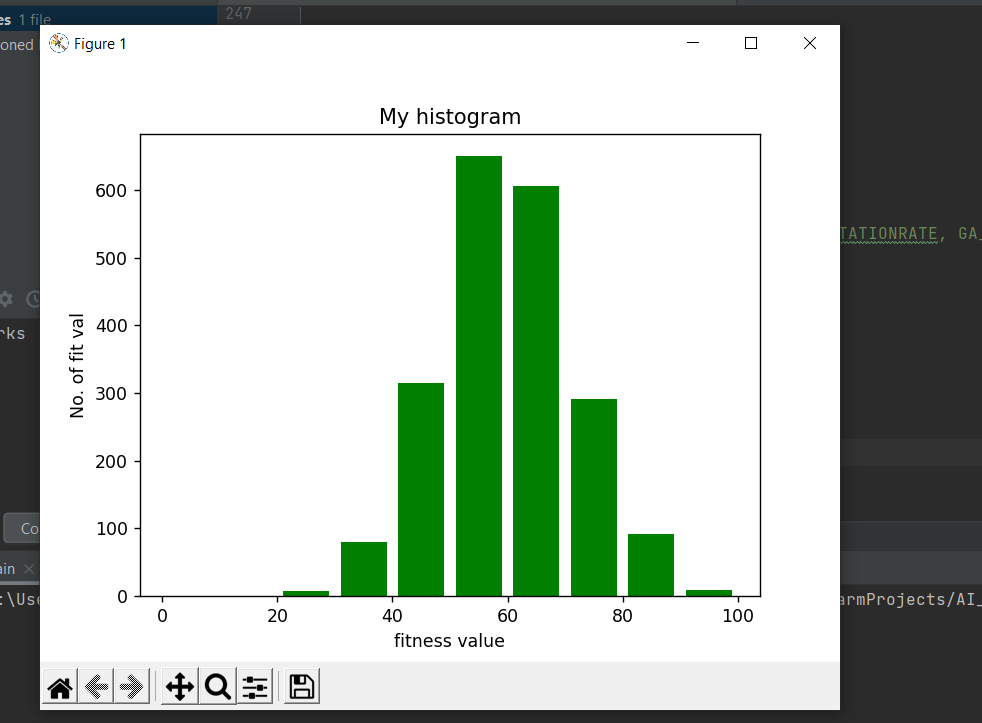 es 1 file
247
oned
Figure 1
My histogram
TATIONRATE, GA_
600
500
400
300
200
100
0
No. of fit val
rks
0 20 40 60 80 100
fitness value
Co
ain
:\Use
armProjects/AI_